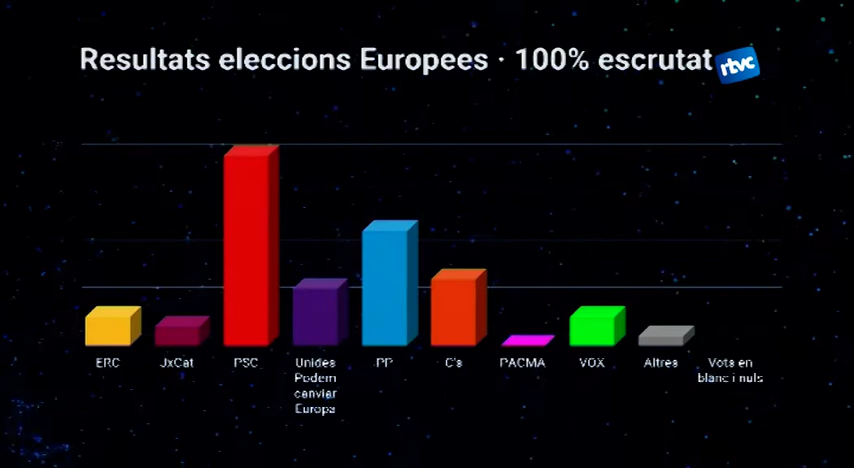 Resultats eleccions Europees · 100% escrutat
rtvc
ERC
JxCat
PSC
Unides
Podem
canviar
Europa
PP
C's
PACMA
VOX
Altres
Vots en
blanc i nuls